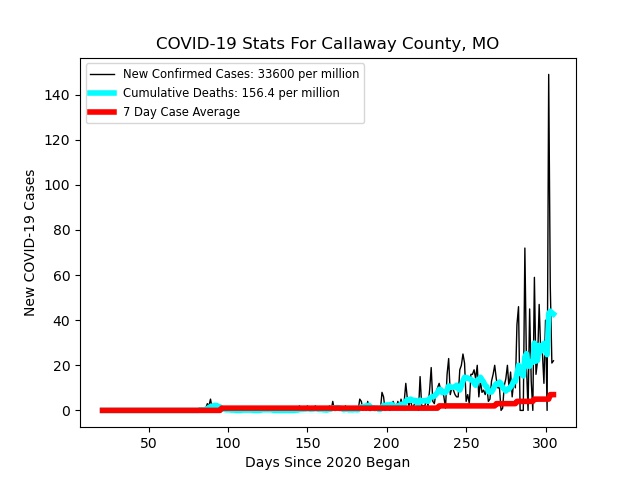 COVID-19 Stats For Callaway County, MO
New Confirmed Cases: 33600 per million
Cumulative Deaths: 156.4 per million
7 Day Case Average
New COVID-19 Cases
140
120
100
80
60
40
20
0
50 100 150 200 250 300
Days Since 2020 Began